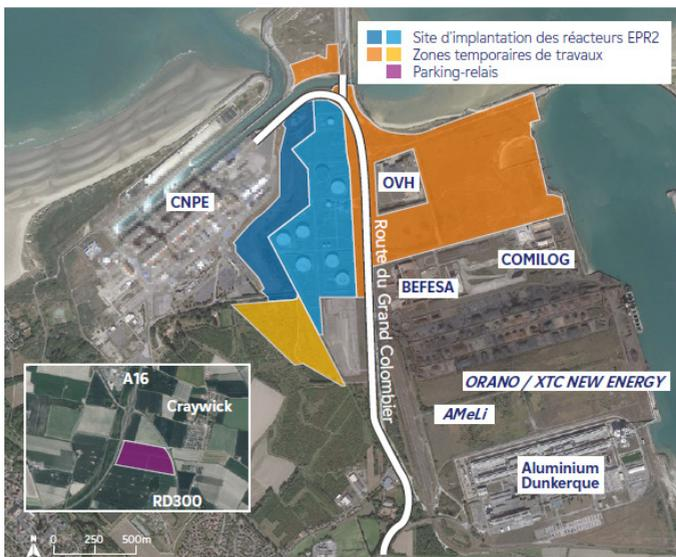 Site d'implantation des réacteurs EPR2
Zones temporaires de travaux
Parking-relais
CNPE
OVH
COMILOG
BEFESA
Route du Grand Colombier
ORANO / XTC NEW ENERGY
AMeLi
Aluminium
Dunkerque
A16
Craywick
RD300
N
0 250 500m